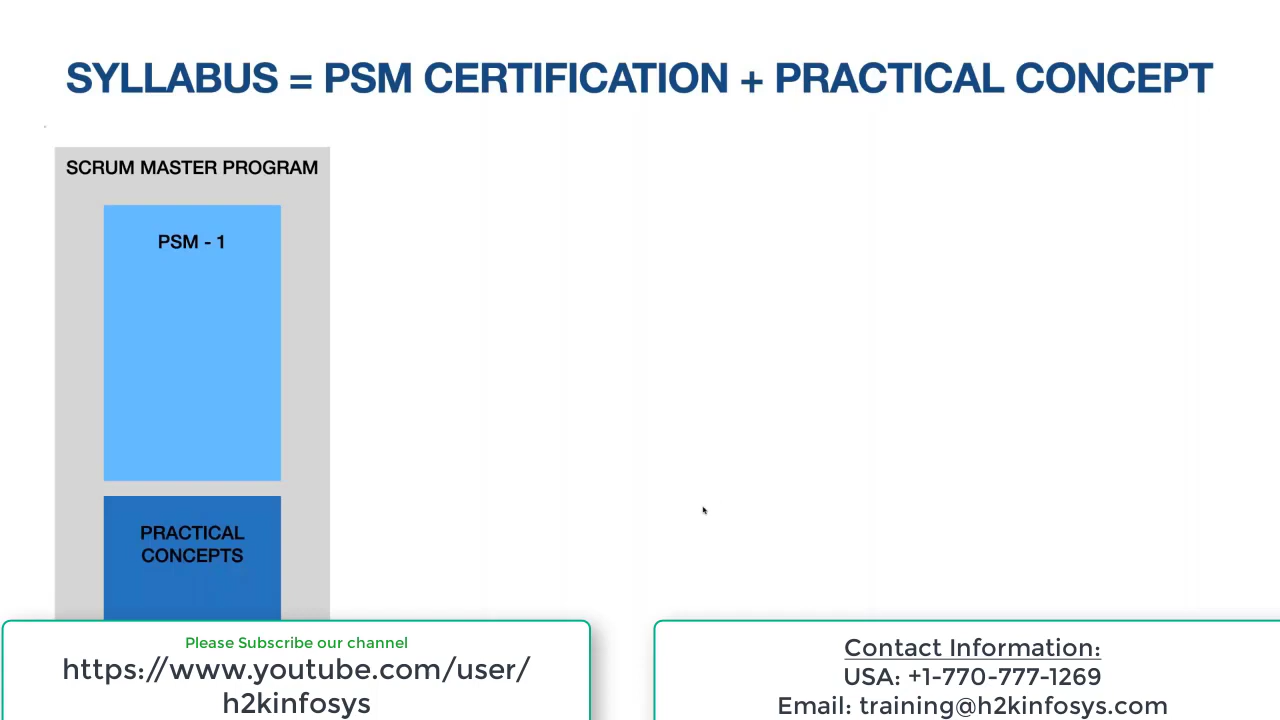 SYLLABUS = PSM CERTIFICATION + PRACTICAL CONCEPT
SCRUM MASTER PROGRAM
PSM - 1
PRACTICAL
CONCEPTS
Please Subscribe our channel
https://www.youtube.com/user/
h2kinfosys
Contact Information:
USA: +1-770-777-1269
Email: training@h2kinfosys.com